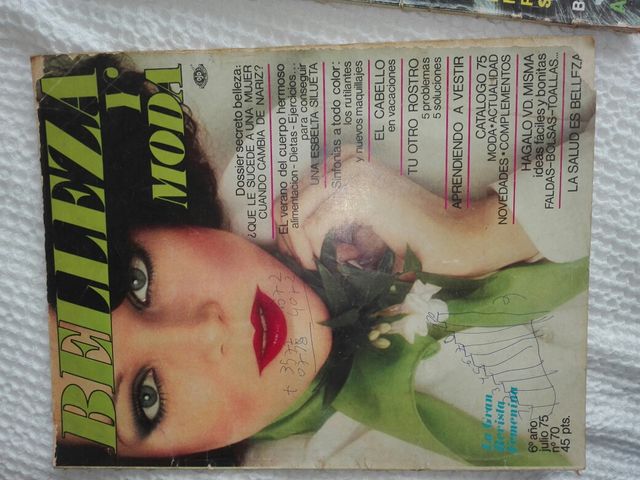 BELLEZA
Y
MODA
Dossier secreto belleza:
¿QUE LE SUCEDE A UNA MUJER
CUANDO CAMBIA DE NARIZ?
El verano del cuerpo hermoso
alimentación-Dietas-Ejercicios...
para conseguir
UNA ESBELTA SILUETA
Sintonías a todo color:
los rutilantes
y nuevos maquillajes
EL CABELLO
en vacaciones
TU OTRO ROSTRO
5 problemas
5 soluciones
APRENDIENDO A VESTIR
CATALOGO 75
MODA•ACTUALIDAD
NOVEDADES•COMPLEMENTOS
HAGALO VD. MISMA
ideas fáciles y bonitas
FALDAS-BOLSAS-TOALLAS...
LA SALUD ES BELLEZA
La Gran
Revista
Femenina
6º año
julio 75
nº 70
45 pts.